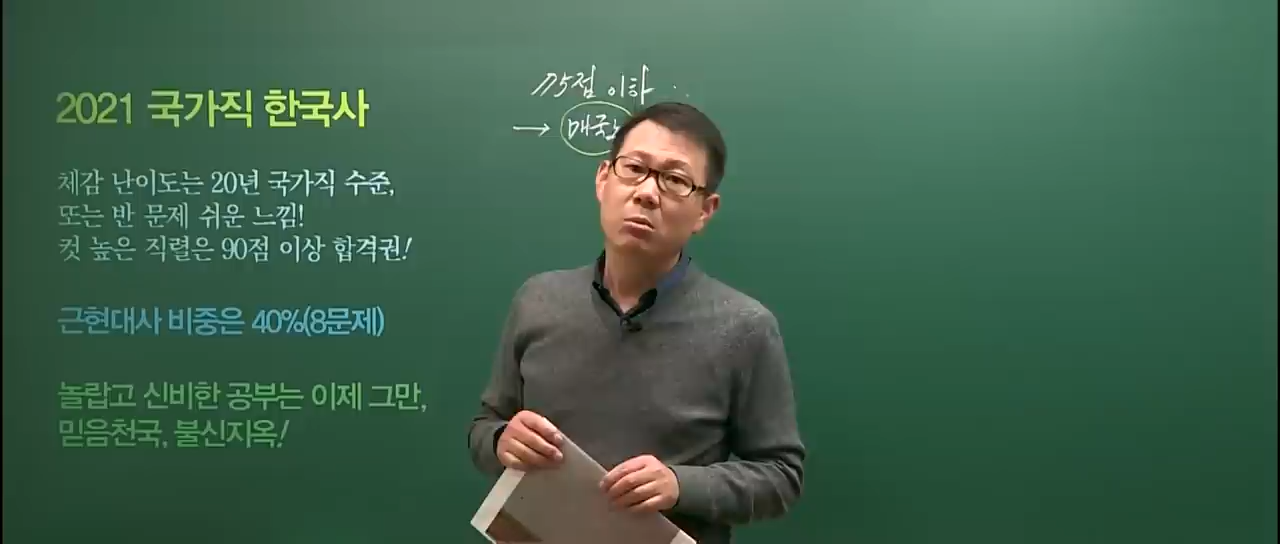 2021 국가직 한국사
체감 난이도는 20년 국가직 수준,
또는 반 문제 쉬운 느낌!
컷 높은 직렬은 90점 이상 합격권!
근현대사 비중은 40%(8문제)
놀랍고 신비한 공부는 이제 그만,
믿음천국, 불신지옥!
75점 이하 ..
→ 매국